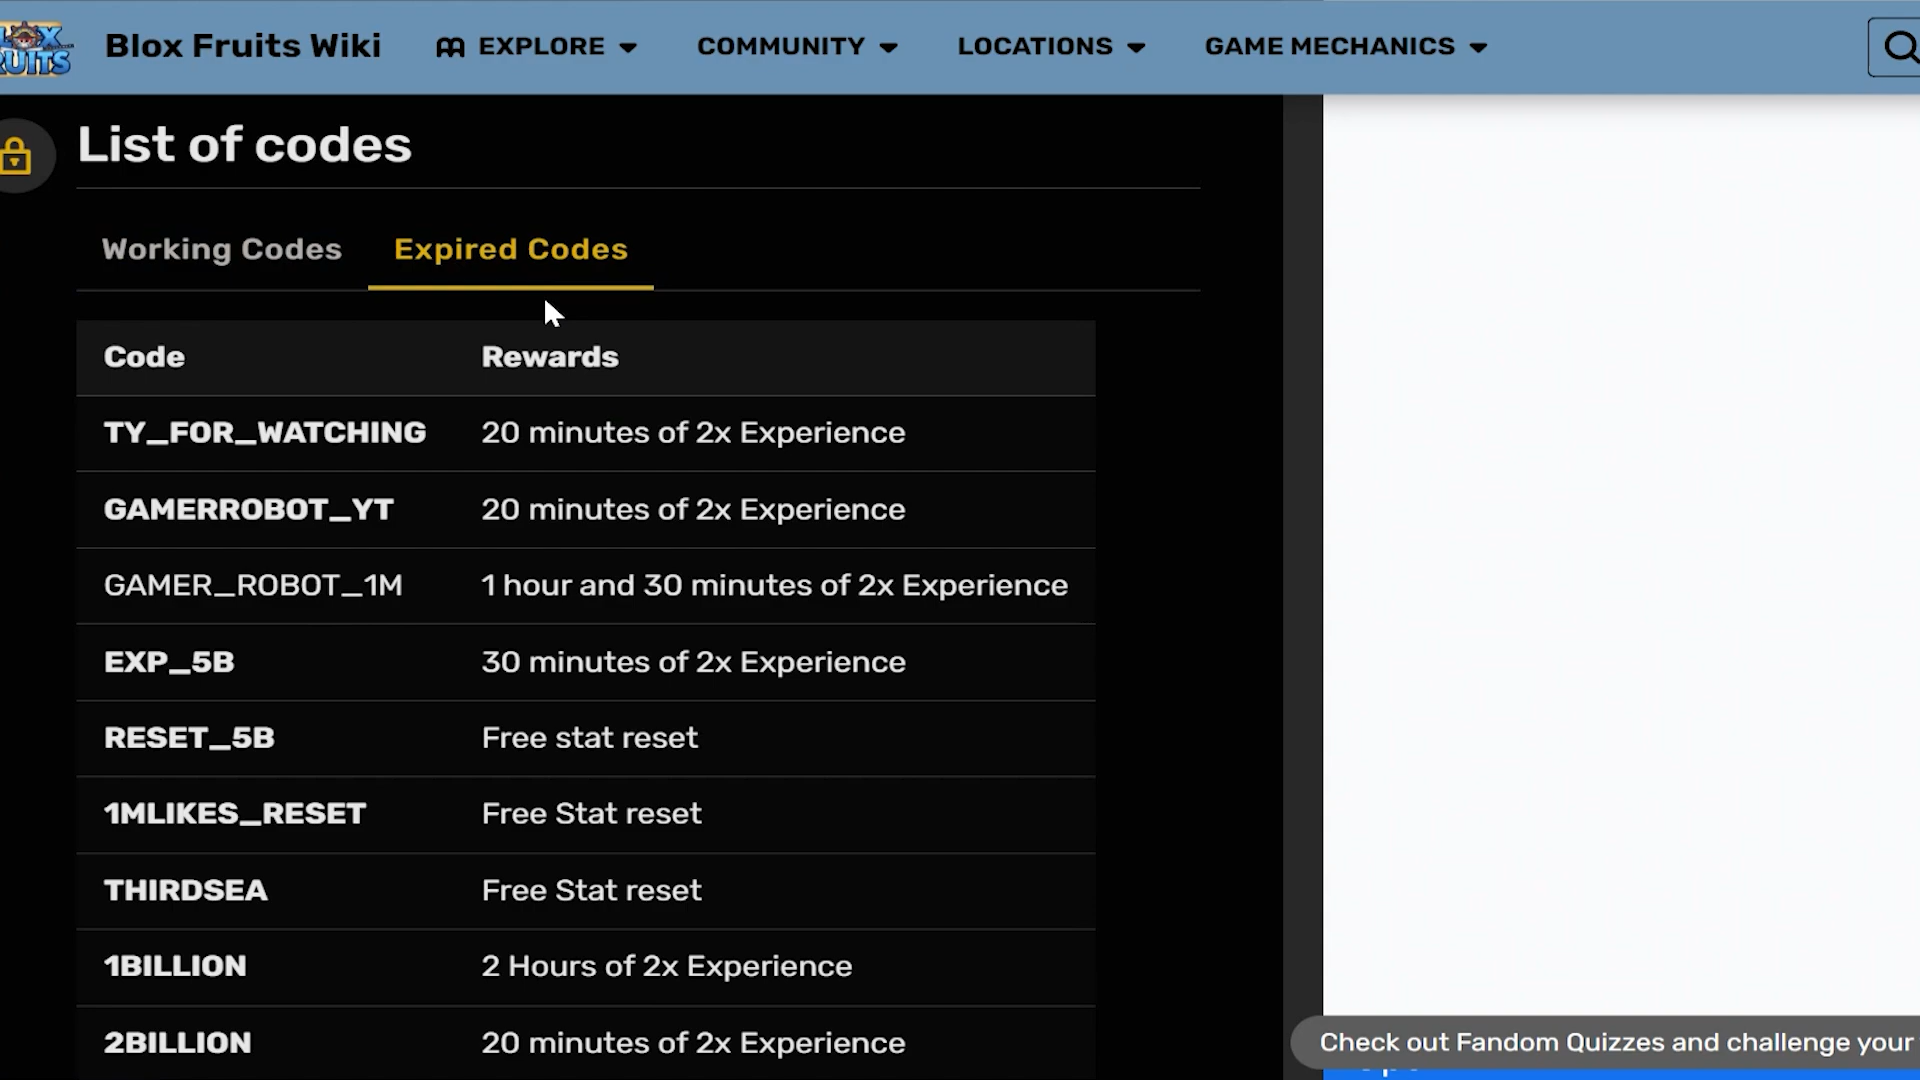 Blox Fruits Wiki EXPLORE COMMUNITY LOCATIONS GAME MECHANICS
List of codes
Working Codes Expired Codes
Code Rewards
TY_FOR_WATCHING 20 minutes of 2x Experience
GAMERROBOT_YT 20 minutes of 2x Experience
GAMER_ROBOT_1M 1 hour and 30 minutes of 2x Experience
EXP_5B 30 minutes of 2x Experience
RESET_5B Free stat reset
1MLIKES_RESET Free Stat reset
THIRDSEA Free Stat reset
1BILLION 2 Hours of 2x Experience
2BILLION 20 minutes of 2x Experience
Check out Fandom Quizzes and challenge your